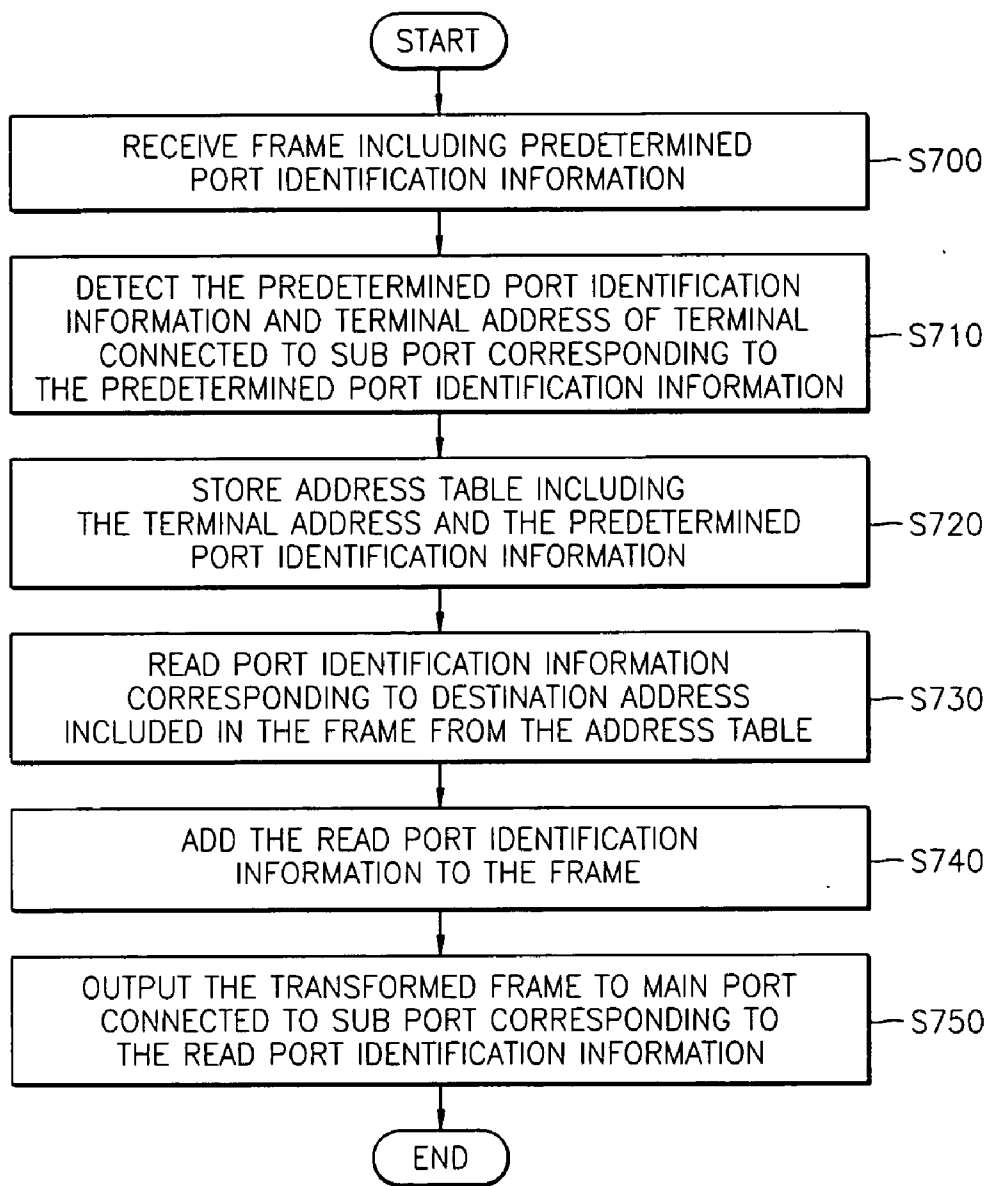 START
RECEIVE FRAME INCLUDING PREDETERMINED
PORT IDENTIFICATION INFORMATION
S700
DETECT THE PREDETERMINED PORT IDENTIFICATION
INFORMATION AND TERMINAL ADDRESS OF TERMINAL
CONNECTED TO SUB PORT CORRESPONDING TO
THE PREDETERMINED PORT IDENTIFICATION INFORMATION
S710
STORE ADDRESS TABLE INCLUDING
THE TERMINAL ADDRESS AND THE PREDETERMINED
PORT IDENTIFICATION INFORMATION
S720
READ PORT IDENTIFICATION INFORMATION
CORRESPONDING TO DESTINATION ADDRESS
INCLUDED IN THE FRAME FROM THE ADDRESS TABLE
S730
ADD THE READ PORT IDENTIFICATION
INFORMATION TO THE FRAME
S740
OUTPUT THE TRANSFORMED FRAME TO MAIN PORT
CONNECTED TO SUB PORT CORRESPONDING TO
THE READ PORT IDENTIFICATION INFORMATION
S750
END